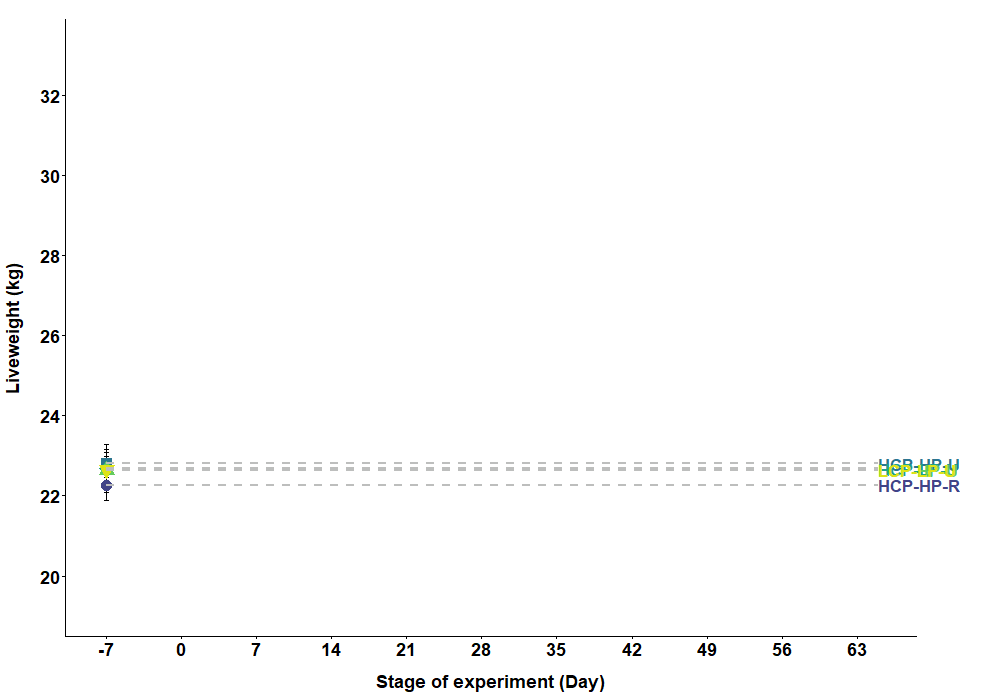 32
30
28
26
24
22
20
Liveweight (kg)
HCP-HP-U
HCP-HP-R
-7 0 7 14 21 28 35 42 49 56 63
Stage of experiment (Day)